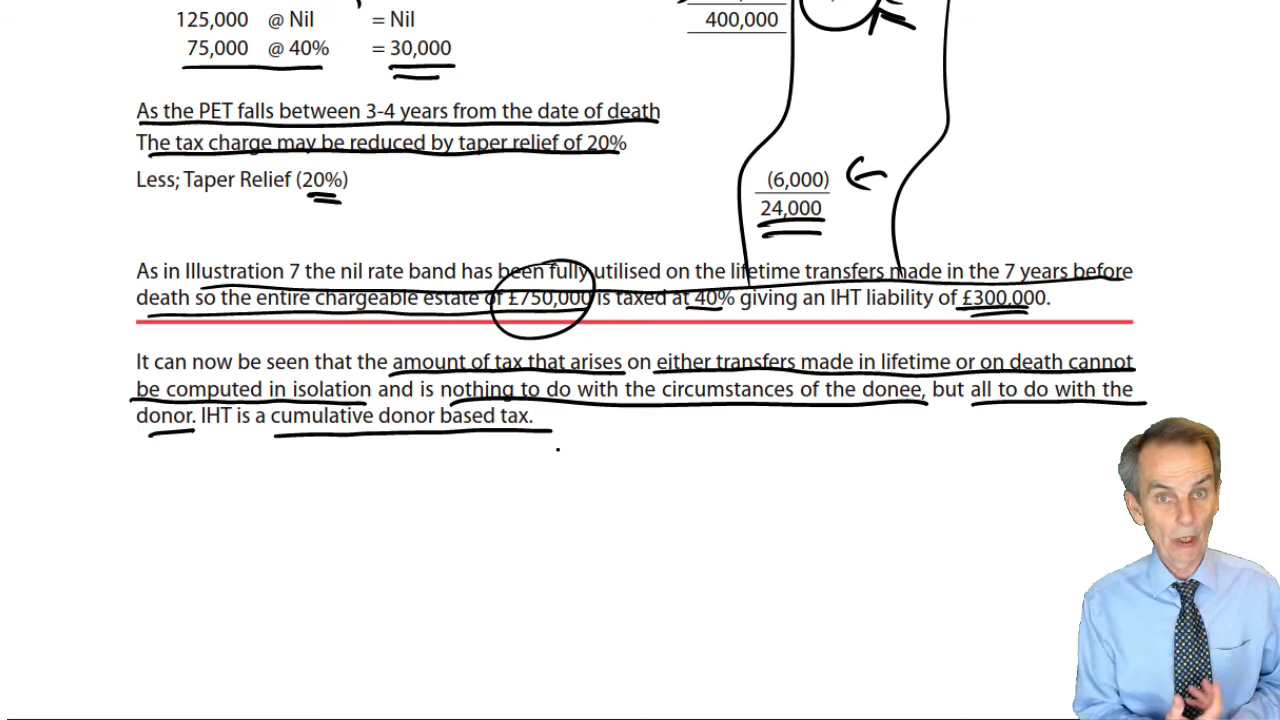 125,000 @ Nil = Nil
400,000
75,000 @ 40% = 30,000
As the PET falls between 3-4 years from the date of death
The tax charge may be reduced by taper relief of 20%
Less; Taper Relief (20%) (6,000)
24,000
As in Illustration 7 the nil rate band has been fully utilised on the lifetime transfers made in the 7 years before
death so the entire chargeable estate of £750,000 is taxed at 40% giving an IHT liability of £300,000.
It can now be seen that the amount of tax that arises on either transfers made in lifetime or on death cannot
be computed in isolation and is nothing to do with the circumstances of the donee, but all to do with the
donor. IHT is a cumulative donor based tax.